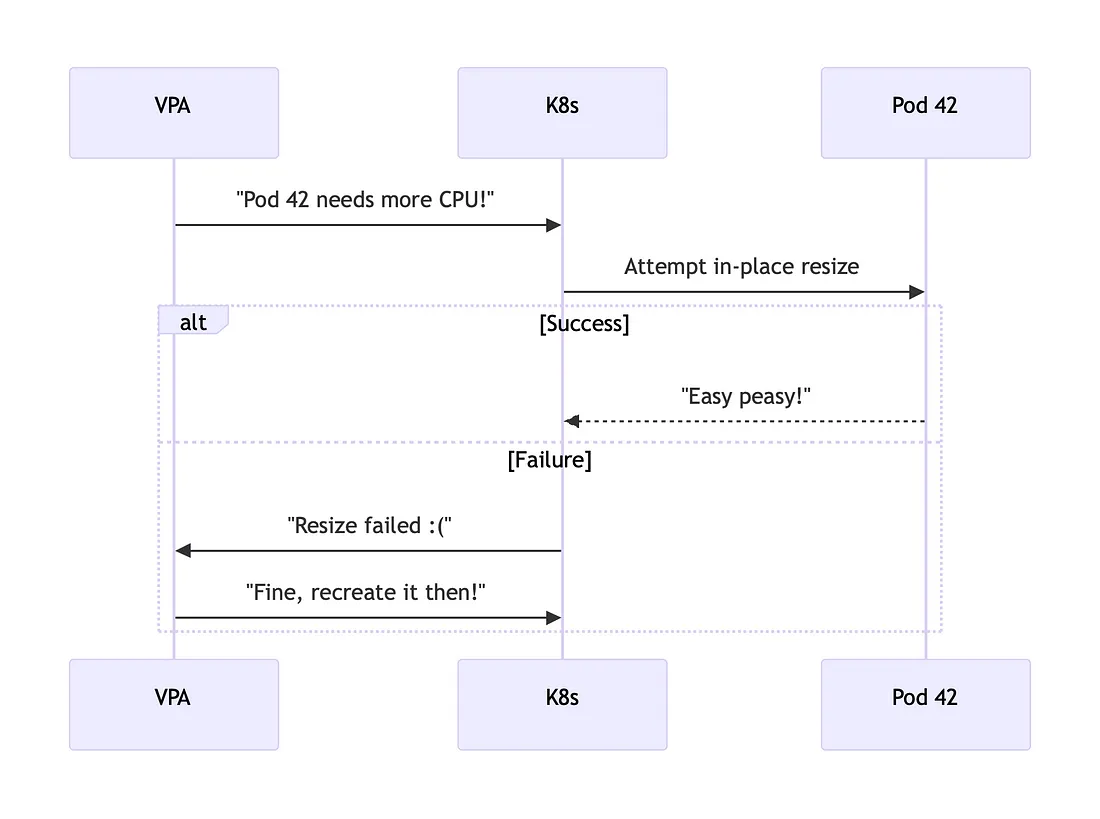 VPA
K8s
Pod 42
"Pod 42 needs more CPU!"
Attempt in-place resize
alt
[Success]
"Easy peasy!"
[Failure]
"Resize failed :("
"Fine, recreate it then!"
VPA
K8s
Pod 42